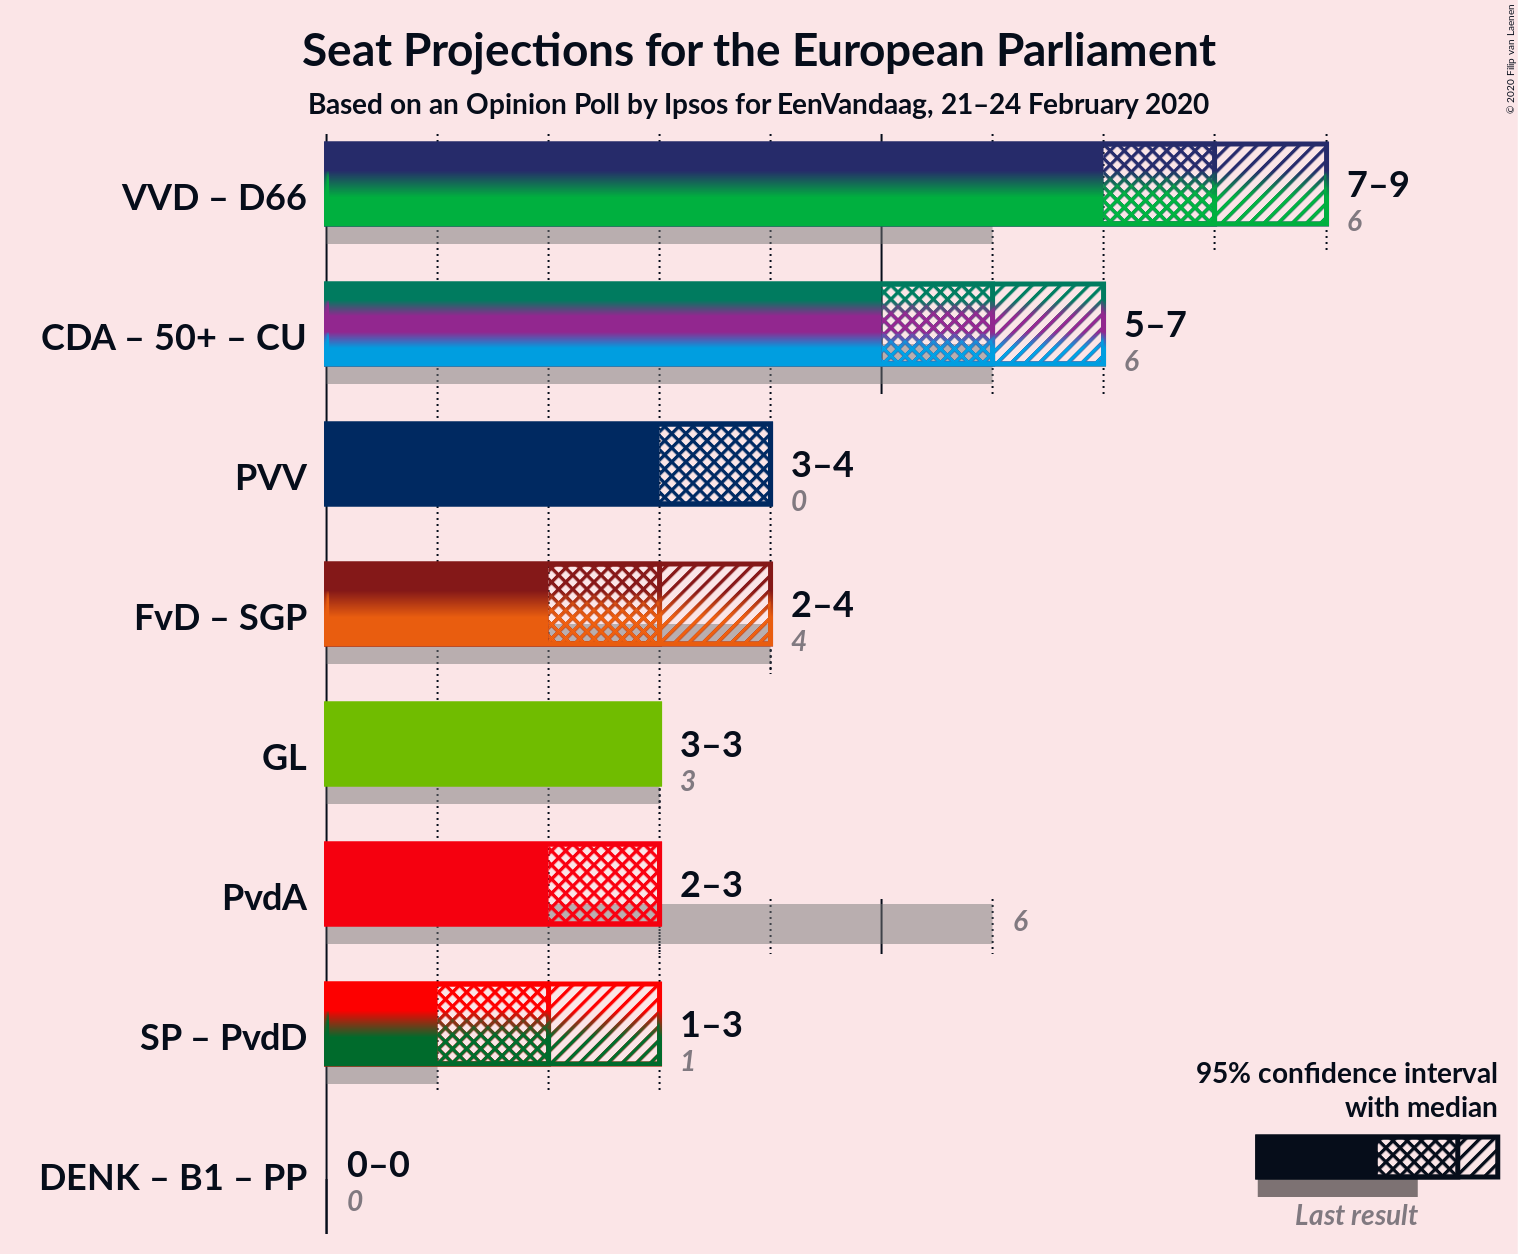 Seat Projections for the European Parliament
Based on an Opinion Poll by Ipsos for EenVandaag, 21–24 February 2020
© 2020 Filip van Laenen
VVD – D66
7–9
6
CDA – 50+ – CU
5–7
6
PVV
3–4
0
FvD – SGP
2–4
4
GL
3–3
3
PvdA
2–3
6
SP – PvdD
1–3
1
DENK – B1 – PP
0–0
0
95% confidence interval
with median
Last result